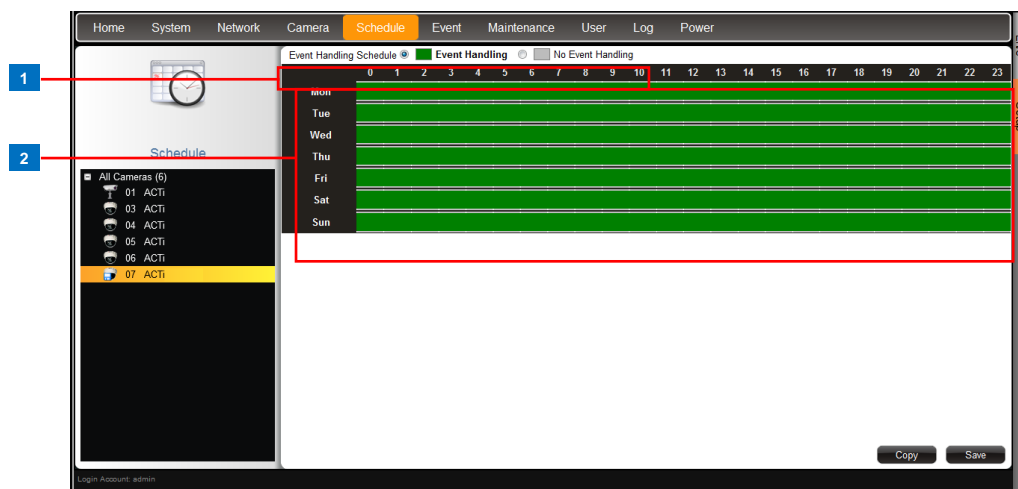 Home System Network Camera Schedule Event Maintenance User Log Power
Event Handling Schedule Event Handling No Event Handling
1
0 1 2 3 4 5 6 7 8 9 10 11 12 13 14 15 16 17 18 19 20 21 22 23
Mon
Tue
Wed
2
Schedule
Thu
Fri
Sat
Sun
All Cameras (6)
01 ACTi
03 ACTi
04 ACTi
05 ACTi
06 ACTi
07 ACTi
Copy Save
Login Account: admin